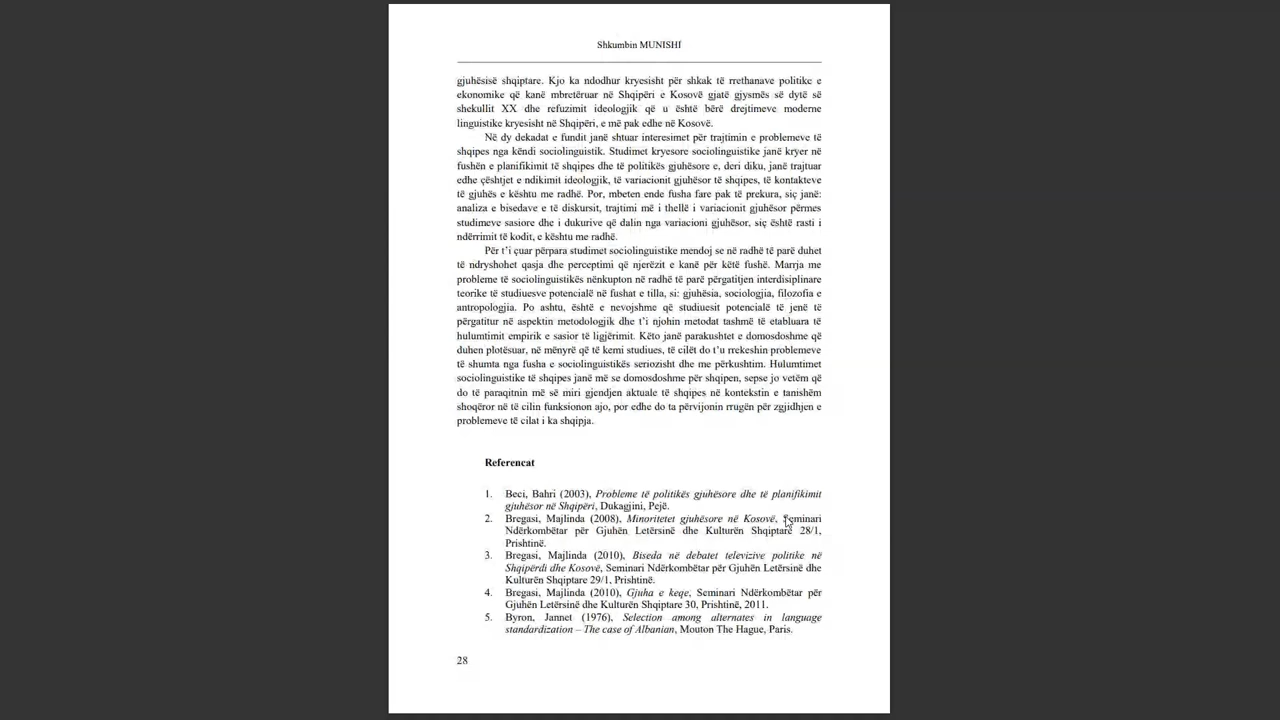 Shkumbin MUNISHI
gjuhësisë shqiptare. Kjo ka ndodhur kryesisht për shkak të rrethanave politike e
ekonomike që kanë mbretëruar në Shqipëri e Kosovë gjatë gjysmës së dytë së
shekullit XX dhe refuzimit ideologjik që u është bërë drejtimeve moderne
linguistike kryesisht në Shqipëri, e më pak edhe në Kosovë.
Në dy dekadat e fundit janë shtuar interesimet për trajtimin e problemeve të
shqipes nga këndi sociolinguistik. Studimet kryesore sociolinguistike janë kryer në
fushën e planifikimit të shqipes dhe të politikës gjuhësore e, deri diku, janë trajtuar
edhe çështjet e ndikimit ideologjik, të variacionit gjuhësor të shqipes, të kontakteve
të gjuhës e kështu me radhë. Por, mbeten ende fusha fare pak të prekura, siç janë:
analiza e bisedave e të diskursit, trajtimi më i thellë i variacionit gjuhësor përmes
studimeve sasiore dhe i dukurive që dalin nga variacioni gjuhësor, siç është rasti i
ndërrimit të kodit, e kështu me radhë.
Për t’i çuar përpara studimet sociolinguistike mendoj se në radhë të parë duhet
të ndryshohet qasja dhe perceptimi që njerëzit e kanë për këtë fushë. Marrja me
probleme të sociolinguistikës nënkupton në radhë të parë përgatitjen interdisiplinare
teorike të studiuesve potencialë në fushat e tilla, si: gjuhësia, sociologjia, filozofia e
antropologjia. Po ashtu, është e nevojshme që studiuesit potencialë të jenë të
përgatitur në aspektin metodologjik dhe t’i njohin metodat tashmë të etabluara të
hulumtimit empirik e sasior të ligjërimit. Këto janë parakushtet e domosdoshme që
duhen plotësuar, në mënyrë që të kemi studiues, të cilët do t’u rrekeshin problemeve
të shumta nga fusha e sociolinguistikës seriozisht dhe me përkushtim. Hulumtimet
sociolinguistike të shqipes janë më se domosdoshme për shqipen, sepse jo vetëm që
do të paraqitnin më së miri gjendjen aktuale të shqipes në kontekstin e tanishëm
shoqëror në të cilin funksionon ajo, por edhe do ta përvijonin rrugën për zgjidhjen e
problemeve të cilat i ka shqipja.
Referencat
1. Beci, Bahri (2003), Probleme të politikës gjuhësore dhe të planifikimit
gjuhësor në Shqipëri, Dukagjini, Pejë.
2. Bregasi, Majlinda (2008), Minoritetet gjuhësore në Kosovë, Seminari
Ndërkombëtar për Gjuhën Letërsinë dhe Kulturën Shqiptare 28/1,
Prishtinë.
3. Bregasi, Majlinda (2010), Biseda në debatet televizive politike në
Shqipërdi dhe Kosovë, Seminari Ndërkombëtar për Gjuhën Letërsinë dhe
Kulturën Shqiptare 29/1, Prishtinë.
4. Bregasi, Majlinda (2010), Gjuha e keqe, Seminari Ndërkombëtar për
Gjuhën Letërsinë dhe Kulturën Shqiptare 30, Prishtinë, 2011.
5. Byron, Jannet (1976), Selection among alternates in language
standardization – The case of Albanian, Mouton The Hague, Paris.
28